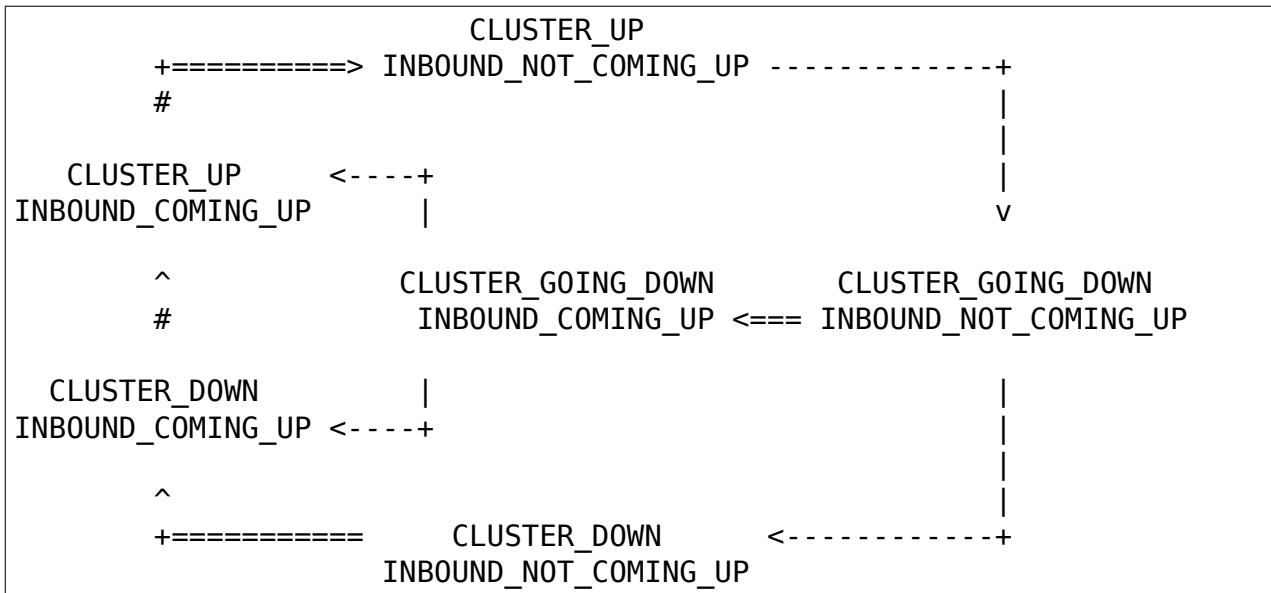 CLUSTER_UP
        +==========> INBOUND_NOT_COMING_UP -------------+
        #                                               |
                                                        |
   CLUSTER_UP     <----+                                |
INBOUND_COMING_UP      |                                v

        ^             CLUSTER_GOING_DOWN       CLUSTER_GOING_DOWN
        #              INBOUND_COMING_UP <=== INBOUND_NOT_COMING_UP

  CLUSTER_DOWN         |                                |
INBOUND_COMING_UP <----+                                |
                                                        |
        ^                                               |
        +===========     CLUSTER_DOWN      <------------+
                     INBOUND_NOT_COMING_UP